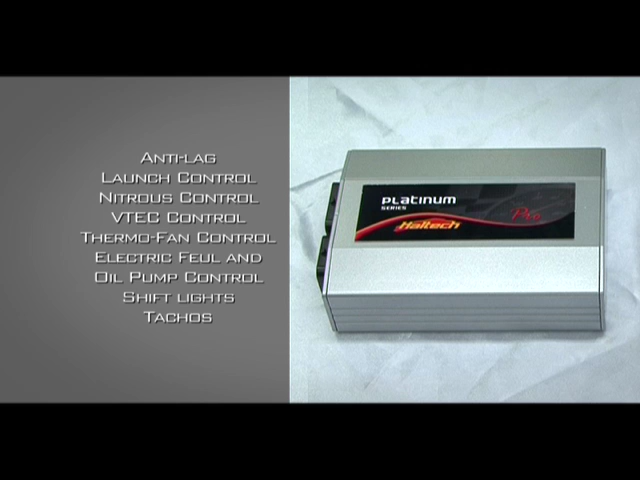 Anti-lag
Launch Control
Nitrous Control
VTEC Control
Thermo-Fan Control
Electric Feul and
Oil Pump Control
Shift lights
Tachos
Platinum
SERIES
Pro
Haltech